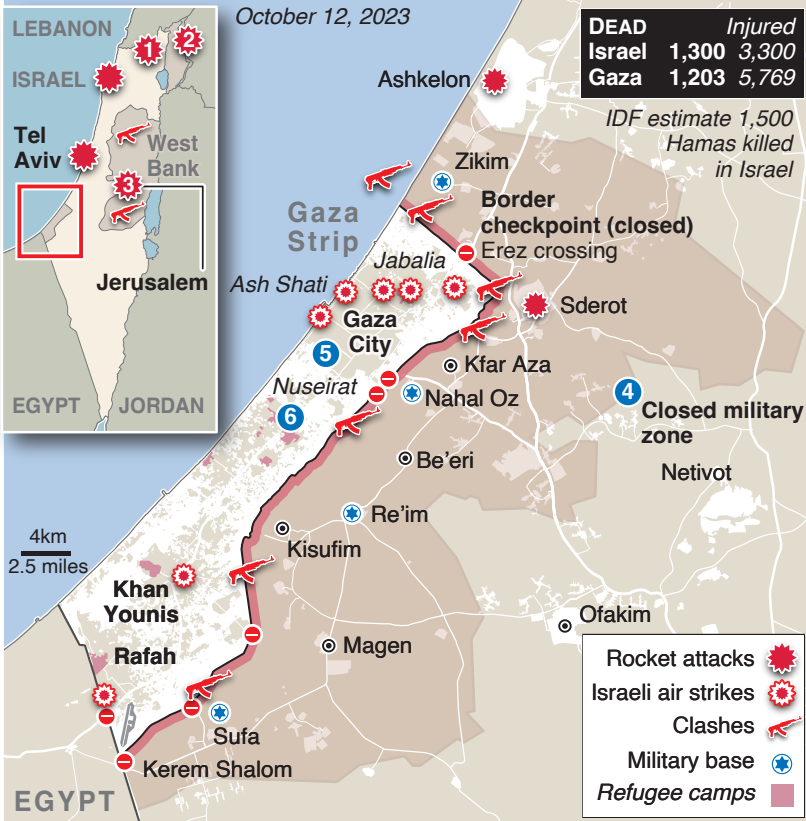 October 12, 2023
DEAD Injured
Israel 1,300 3,300
Gaza 1,203 5,769
IDF estimate 1,500
Hamas killed
in Israel
LEBANON
1
2
ISRAEL
Tel
Aviv
West
Bank
3
Jerusalem
EGYPT
JORDAN
Ashkelon
Zikim
Gaza
Strip
Border
checkpoint (closed)
Erez crossing
Jabalia
Ash Shati
Sderot
Gaza
City
5
Kfar Aza
Nuseirat
Nahal Oz
4
Closed military
zone
6
Be'eri
Netivot
Re'im
4km
2.5 miles
Kisufim
Khan
Younis
Ofakim
Magen
Rafah
Sufa
Kerem Shalom
EGYPT
Rocket attacks
Israeli air strikes
Clashes
Military base
Refugee camps